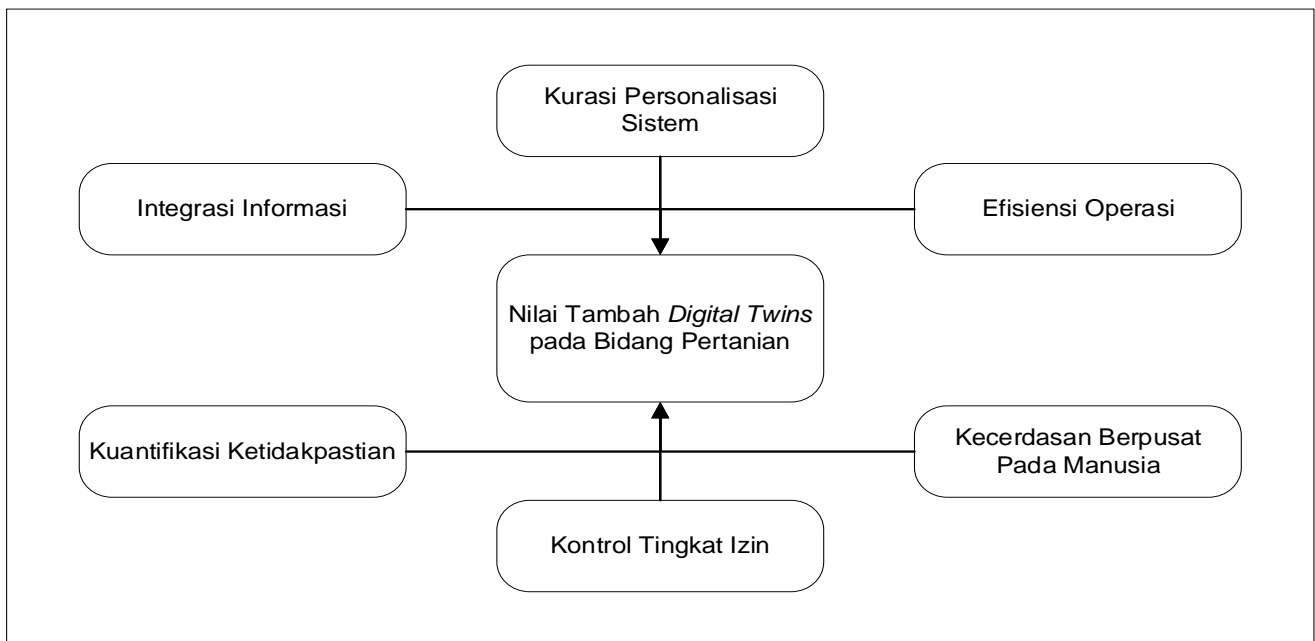 Kurasi Personalisasi
Sistem
Integrasi Informasi
Efisiensi Operasi
Nilai Tambah Digital Twins
pada Bidang Pertanian
Kuantifikasi Ketidakpastian
Kecerdasan Berpusat
Pada Manusia
Kontrol Tingkat Izin